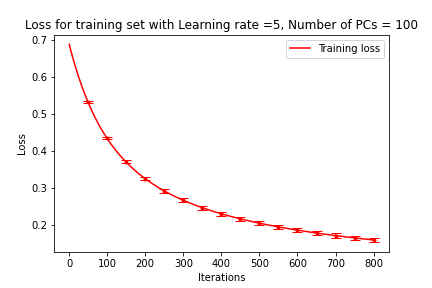 Loss for training set with Learning rate =5, Number of PCs = 100
Training loss
Loss
0.7
0.6
0.5
0.4
0.3
0.2
0 100 200 300 400 500 600 700 800
Iterations